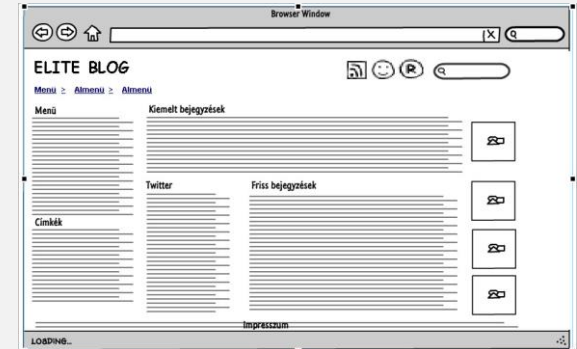 Browser Window
ELITE BLOG
R
Menü > Almenü > Almenü
Menü
Kiemelt bejegyzések
Twitter
Friss bejegyzések
Címkék
Impresszum
LOADING...